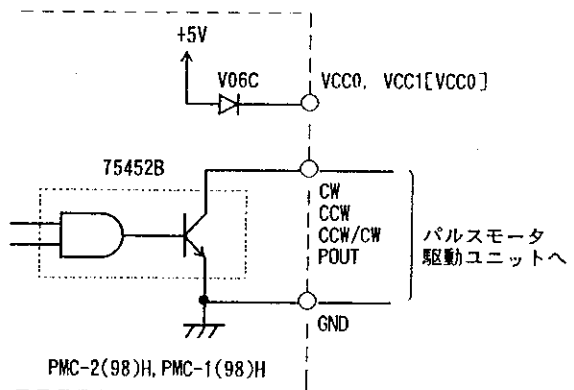 +5V
V06C
VCC0, VCC1[VCC0]
75452B
CW
CCW
CCW/CW
POUT
パルスモータ
駆動ユニットへ
GND
PMC-2(98)H, PMC-1(98)H